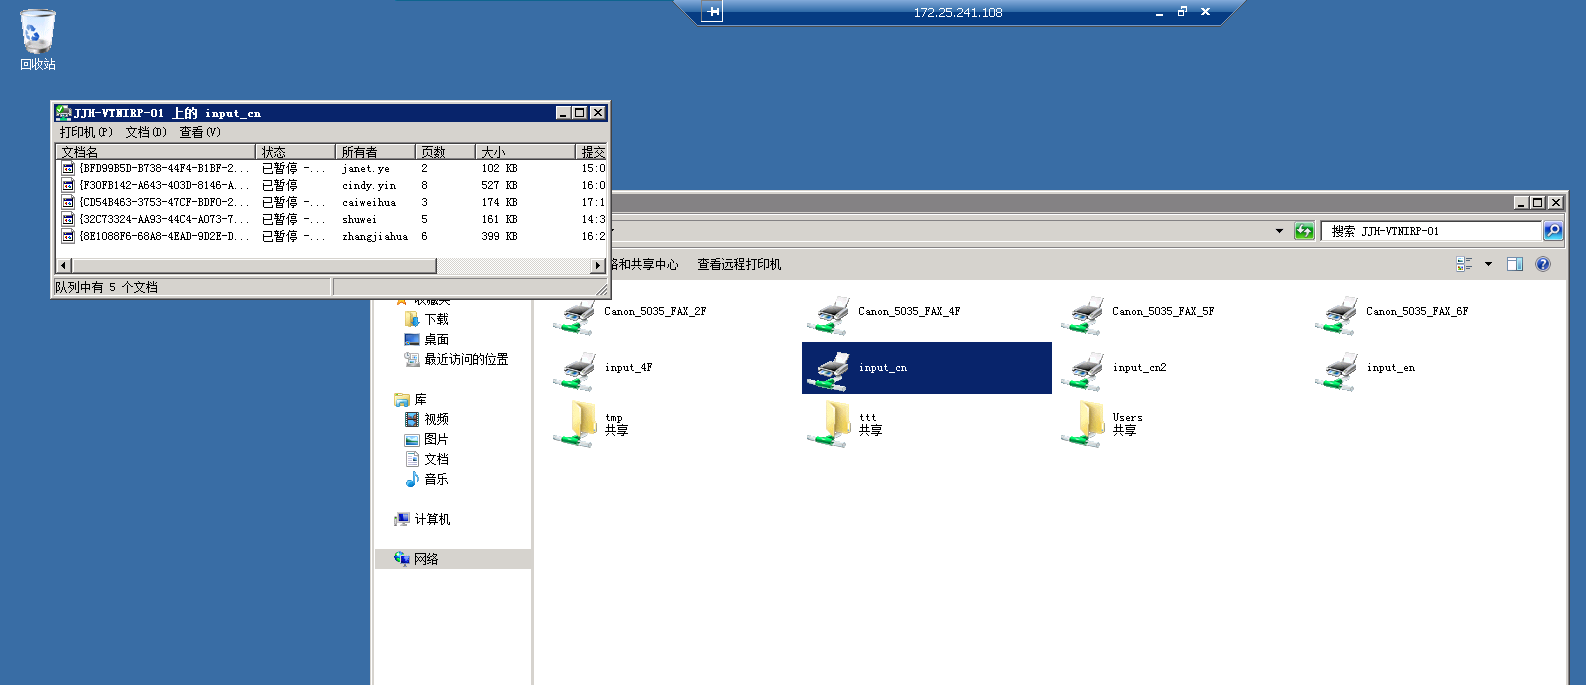 172.25.241.108
回收站
JJH-VTNIRP-01 上的 input_cn
打印机(P) 文档(D) 查看(V)
文档名 状态 所有者 页数 大小 提交
{BFD99B5D-B738-44F4-B1BF-2... 已暂停 -... janet.ye 2 102 KB 15:0
{F30FB142-A643-403D-8146-A... 已暂停 cindy.yin 8 527 KB 16:0
{CD54B463-3753-47CF-BDF0-2... 已暂停 -... caiweihua 3 174 KB 17:1
{32C73324-AA93-44C4-A073-7... 已暂停 -... shuwei 5 161 KB 14:3
{8E1088F6-68A8-4EAD-9D2E-D... 已暂停 -... zhangjiahua 6 399 KB 16:2
队列中有 5 个文档
搜索 JJH-VTNIRP-01
络和共享中心 查看远程打印机
收藏夹
下载
桌面
最近访问的位置
库
视频
图片
文档
音乐
计算机
网络
Canon_5035_FAX_2F Canon_5035_FAX_4F Canon_5035_FAX_5F Canon_5035_FAX_6F
input_4F input_cn input_cn2 input_en
tmp ttt Users
共享 共享 共享